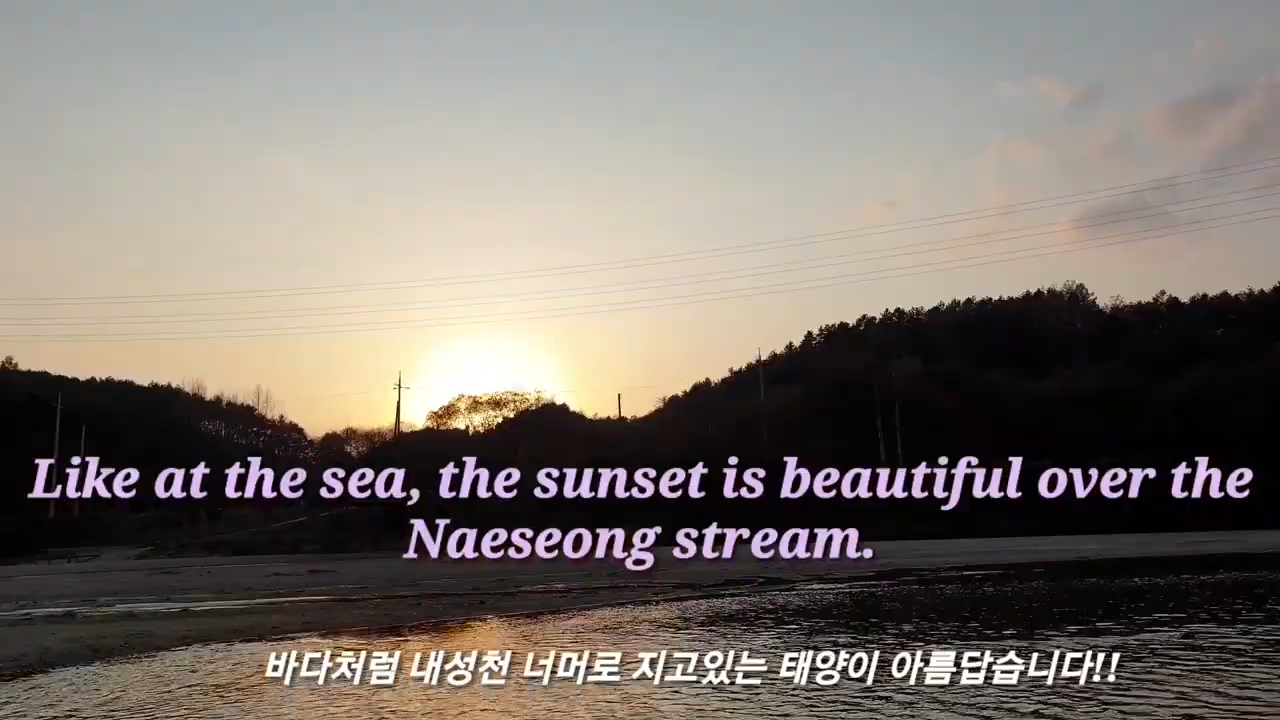 Like at the sea, the sunset is beautiful over the
Naeseong stream.
바다처럼 내성천 너머로 지고있는 태양이 아름답습니다!!